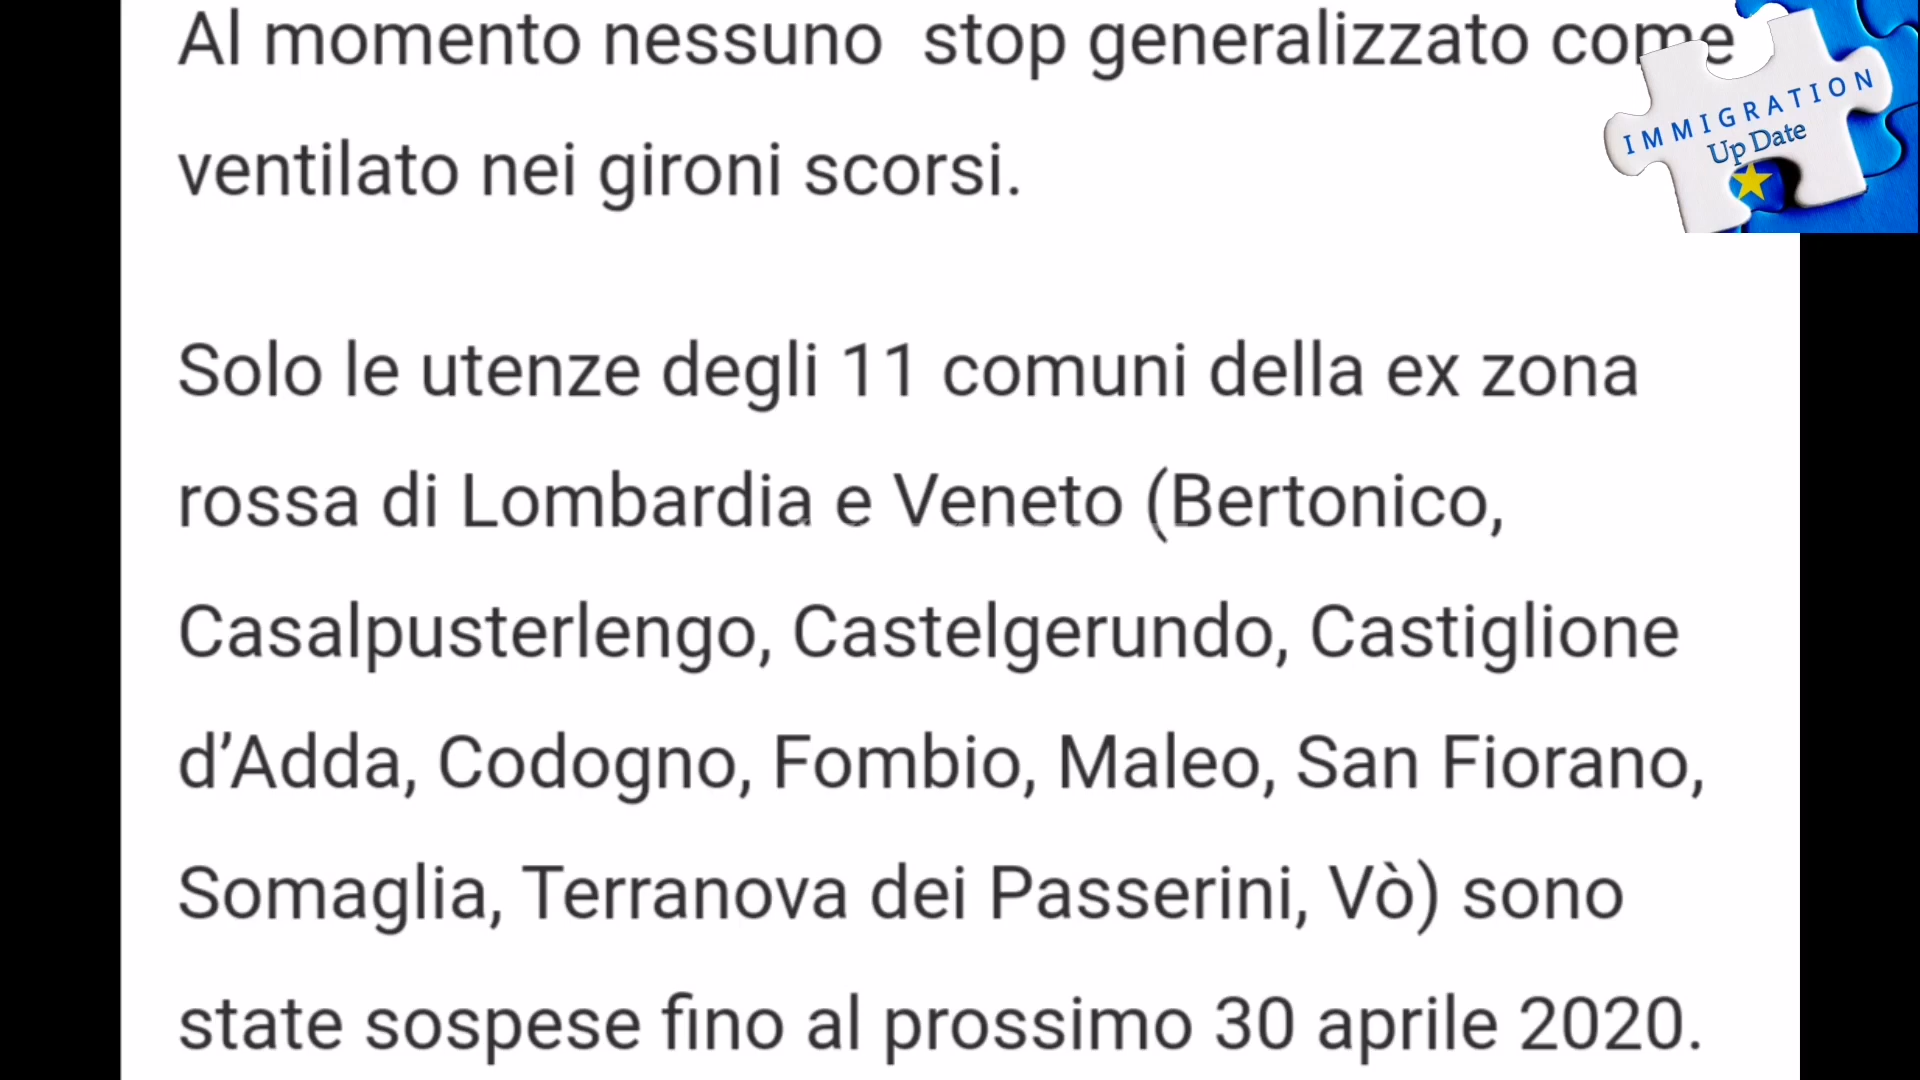 Al momento nessuno  stop generalizzato come
ventilato nei gironi scorsi.
IMMIGRATION
Up Date
Solo le utenze degli 11 comuni della ex zona
rossa di Lombardia e Veneto (Bertonico,
Casalpusterlengo, Castelgerundo, Castiglione
d’Adda, Codogno, Fombio, Maleo, San Fiorano,
Somaglia, Terranova dei Passerini, Vò) sono
state sospese fino al prossimo 30 aprile 2020.